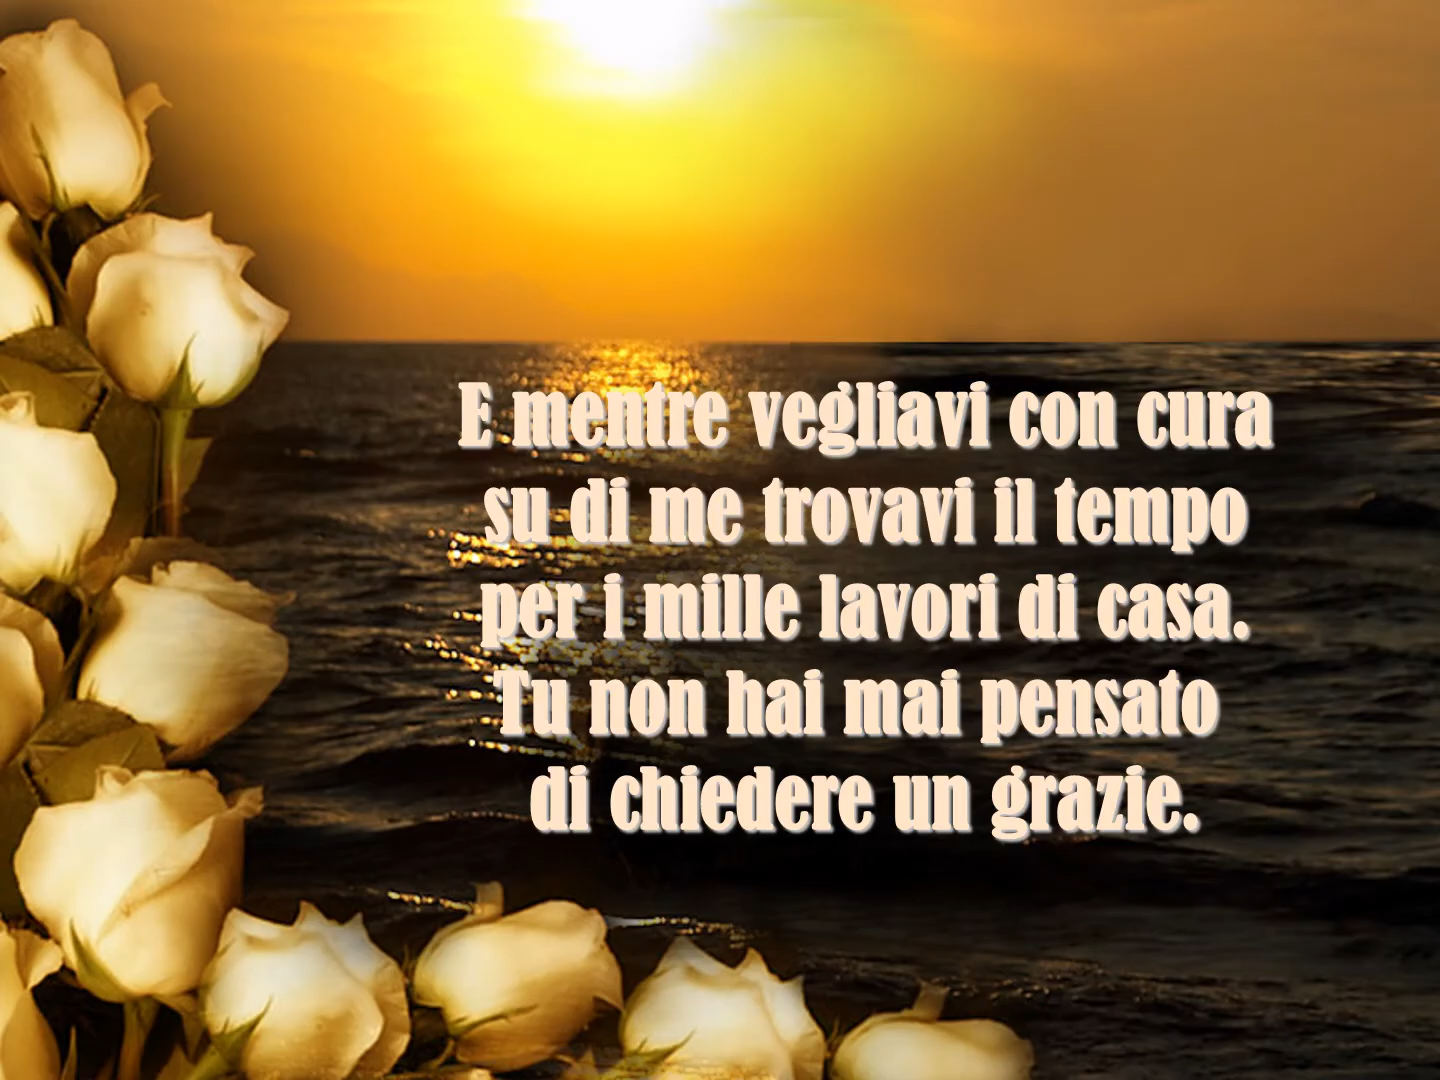 E mentre vegliavi con cura
su di me trovavi il tempo
per i mille lavori di casa.
Tu non hai mai pensato
di chiedere un grazie.